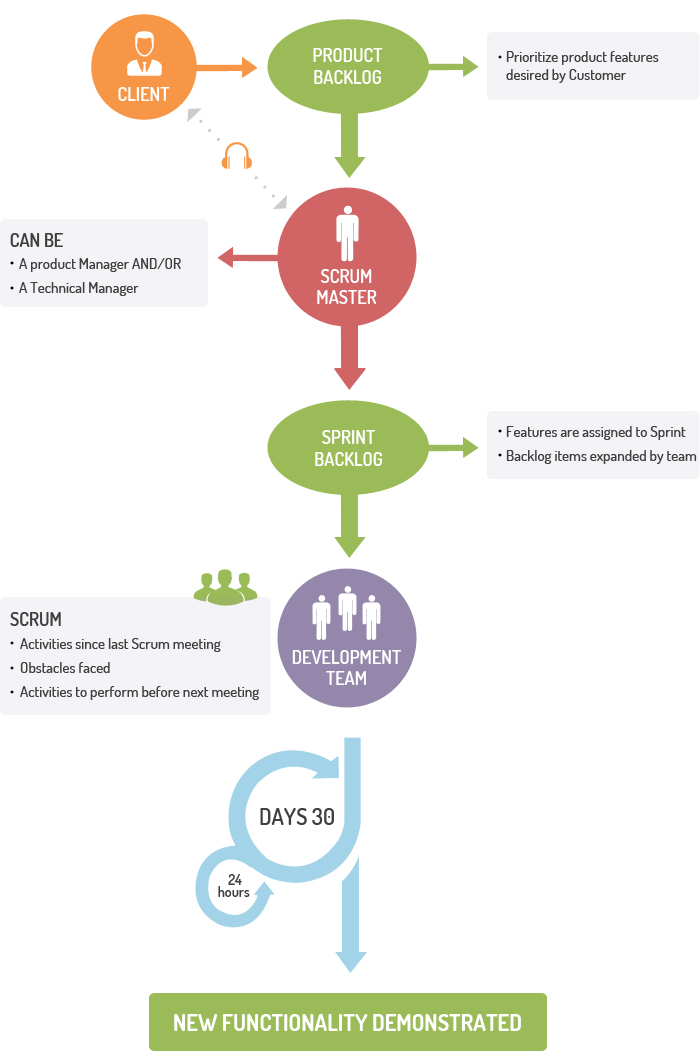 CLIENT
PRODUCT
BACKLOG
• Prioritize product features
desired by Customer
SCRUM
MASTER
CAN BE
• A product Manager AND/OR
• A Technical Manager
SPRINT
BACKLOG
• Features are assigned to Sprint
• Backlog items expanded by team
SCRUM
• Activities since last Scrum meeting
• Obstacles faced
• Activities to perform before next meeting
DEVELOPMENT
TEAM
DAYS 30
24
hours
NEW FUNCTIONALITY DEMONSTRATED